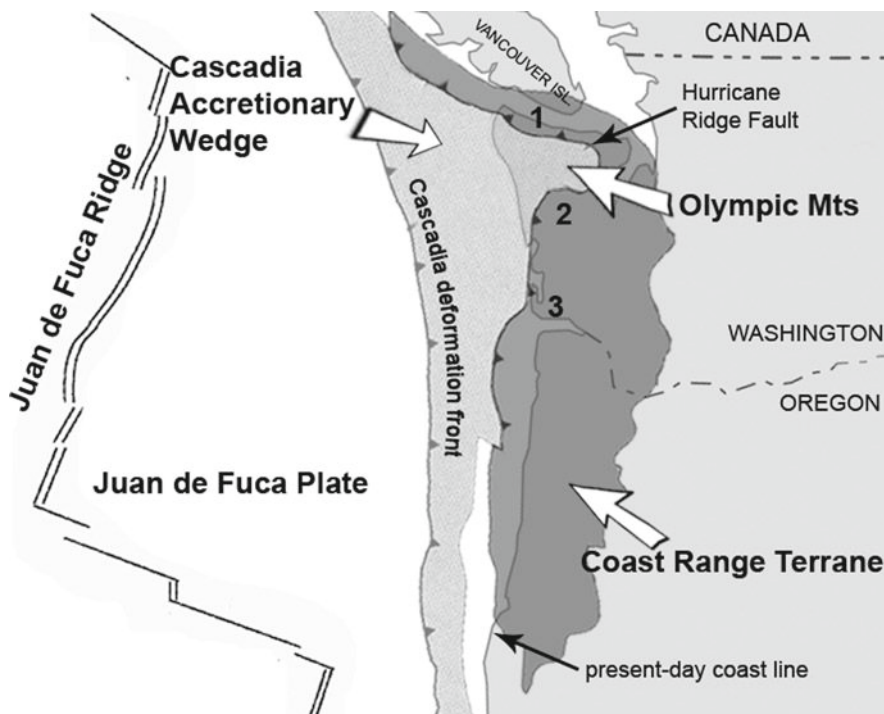 CANADA
VANCOUVER ISL.
Cascadia
Accretionary
Wedge
Hurricane
Ridge Fault
1
Olympic Mts
2
Juan de Fuca Ridge
Cascadia deformation front
3
WASHINGTON
OREGON
Juan de Fuca Plate
Coast Range Terrane
present-day coast line